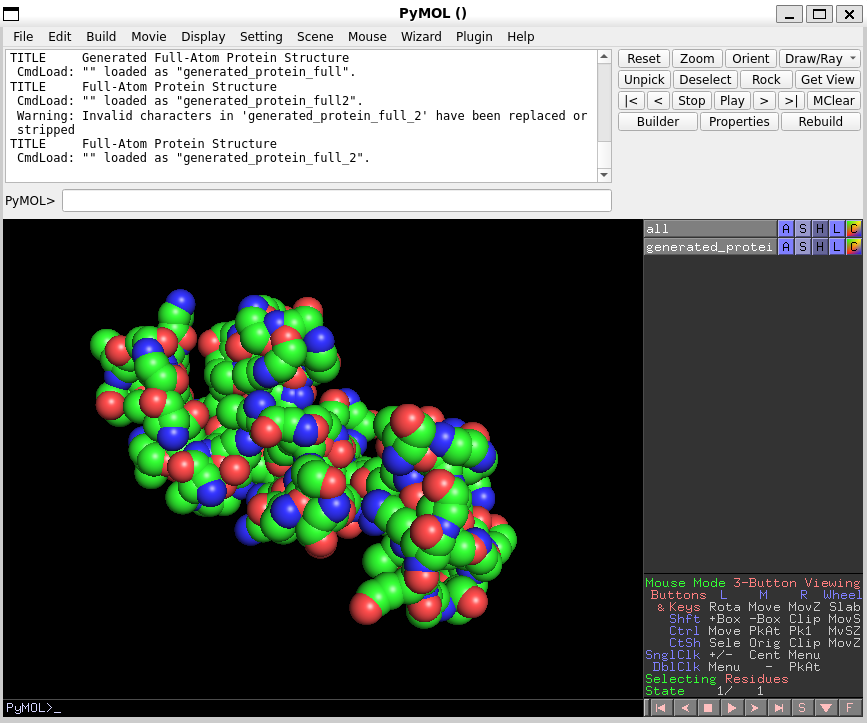 PyMOL ()
File Edit Build Movie Display Setting Scene Mouse Wizard Plugin Help
TITLE     Generated Full-Atom Protein Structure
 CmdLoad: "" loaded as "generated_protein_full".
TITLE     Full-Atom Protein Structure
 CmdLoad: "" loaded as "generated_protein_full2".
 Warning: Invalid characters in 'generated_protein_full_2' have been replaced or
 stripped
TITLE     Full-Atom Protein Structure
 CmdLoad: "" loaded as "generated_protein_full_2".
Reset Zoom Orient Draw/Ray
Unpick Deselect Rock Get View
|< < Stop Play > >| MClear
Builder Properties Rebuild
PyMOL>
all A S H L C
generated_protei A S H L C
Mouse Mode 3-Button Viewing
Buttons L M R Wheel
& Keys Rota Move MovZ Slab
Shft +Box -Box Clip MovS
Ctrl Move PkAt Pk1 MvSZ
CtSh Sele Orig Clip MovZ
SnglClk +/- Cent Menu
DblClk Menu - PkAt
Selecting Residues
State 1/ 1
PyMOL>_
S F